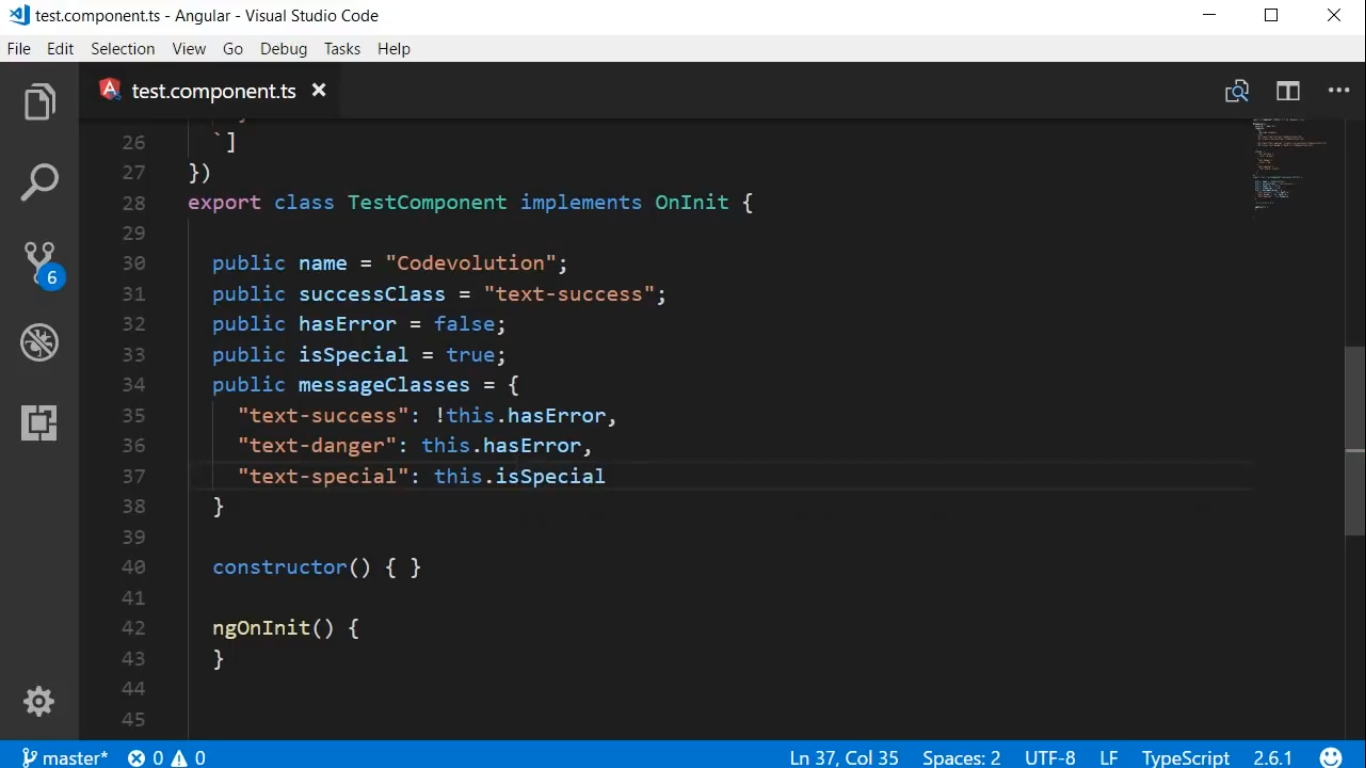 test.component.ts - Angular - Visual Studio Code
File Edit Selection View Go Debug Tasks Help
test.component.ts
26 `]
27 })
28 export class TestComponent implements OnInit {
29
30 public name = "Codevolution";
31 public successClass = "text-success";
32 public hasError = false;
33 public isSpecial = true;
34 public messageClasses = {
35 "text-success": !this.hasError,
36 "text-danger": this.hasError,
37 "text-special": this.isSpecial
38 }
39
40 constructor() { }
41
42 ngOnInit() {
43 }
44
45
6
master* 0 0 Ln 37, Col 35 Spaces: 2 UTF-8 LF TypeScript 2.6.1